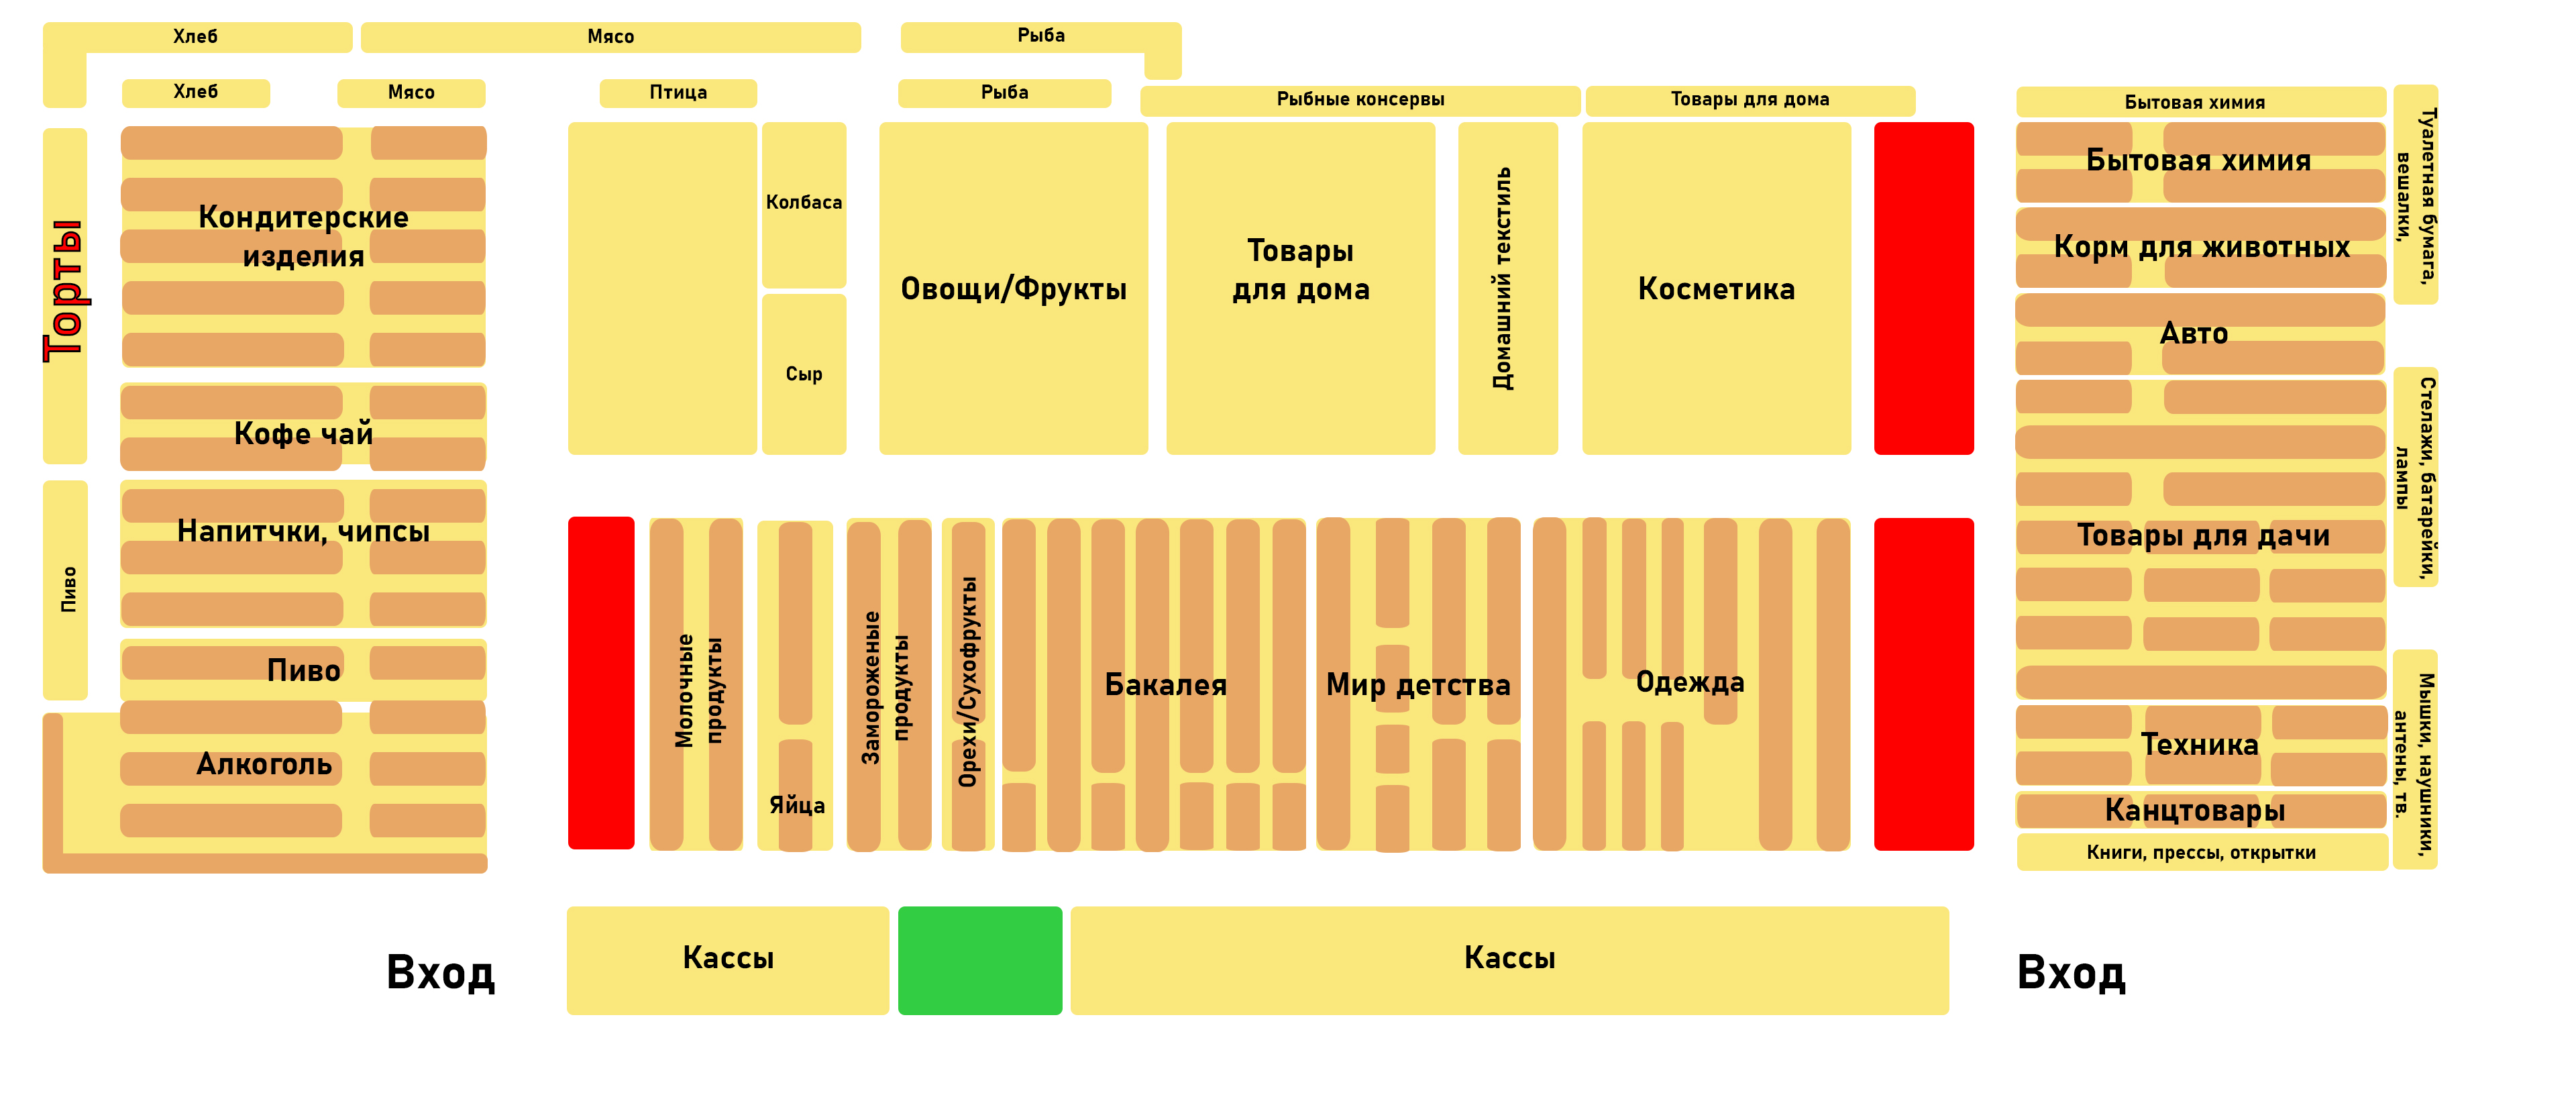 Хлеб
Мясо
Рыба
Хлеб
Мясо
Птица
Рыба
Рыбные консервы
Товары для дома
Бытовая химия
Торты
Кондитерские
изделия
Кофе чай
Напитчки, чипсы
Пиво
Пиво
Алкоголь
Колбаса
Сыр
Овощи/Фрукты
Товары
для дома
Домашний текстиль
Косметика
Молочные
продукты
Яйца
Замороженые
продукты
Орехи/Сухофрукты
Бакалея
Мир детства
Одежда
Бытовая химия
Корм для животных
Авто
Товары для дачи
Техника
Канцтовары
Книги, прессы, открытки
Туалетная бумага,
вешалки,
Стелажи, батарейки,
лампы
Мышки, наушники,
антены, тв.
Вход
Кассы
Кассы
Вход